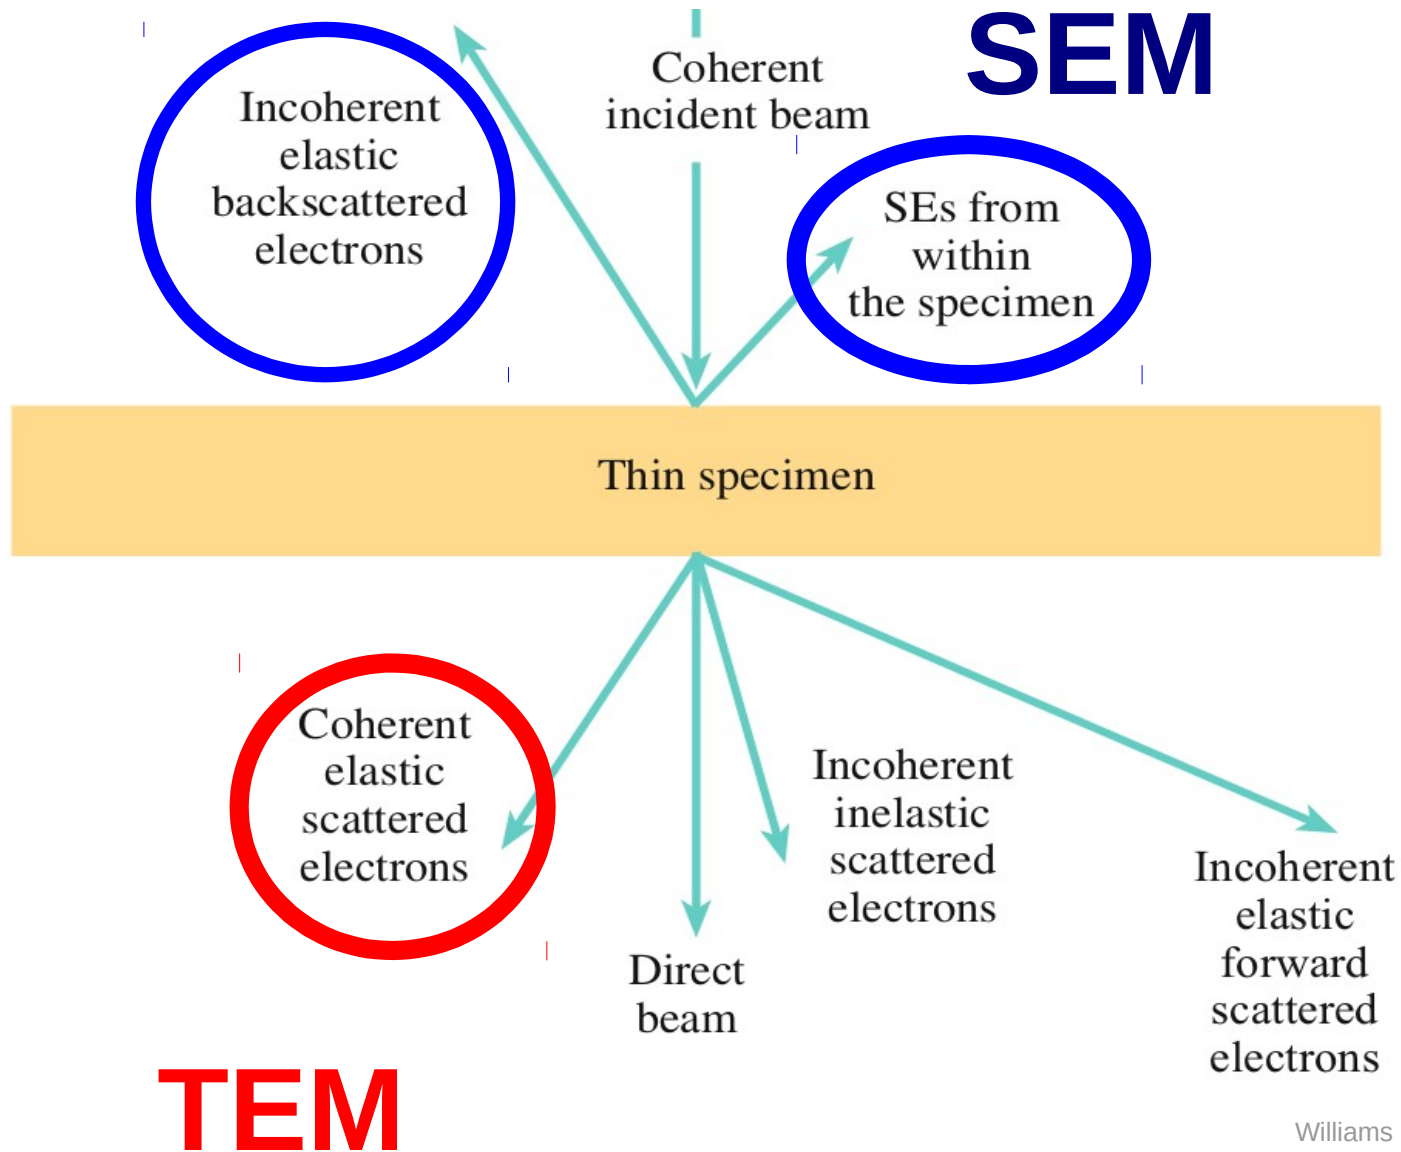 SEM
Coherent
incident beam
Incoherent
elastic
backscattered
electrons
SEs from
within
the specimen
Thin specimen
Coherent
elastic
scattered
electrons
Direct
beam
Incoherent
inelastic
scattered
electrons
Incoherent
elastic
forward
scattered
electrons
TEM
Williams